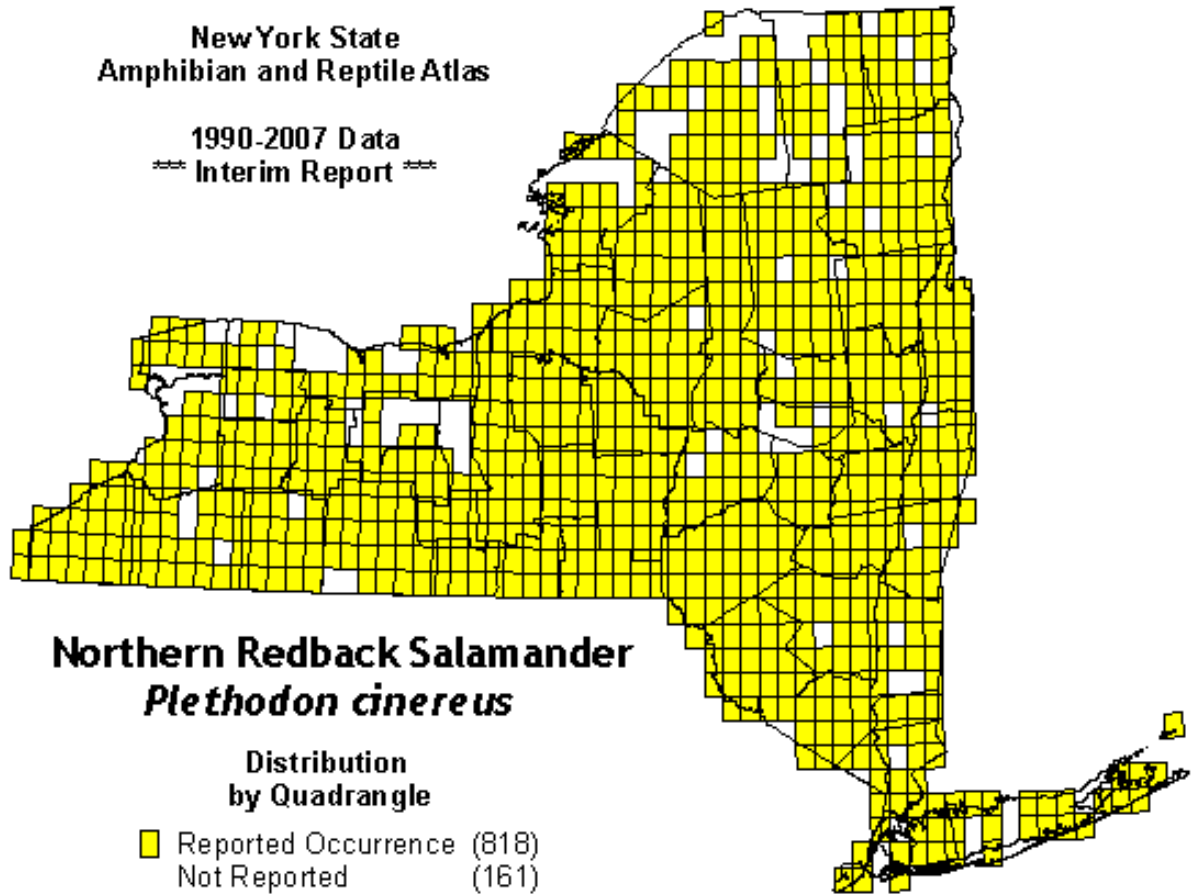 New York State
Amphibian and Reptile Atlas
1990-2007 Data
*** Interim Report ***
Northern Redback Salamander
Plethodon cinereus
Distribution
by Quadrangle
Reported Occurrence (818)
Not Reported (161)